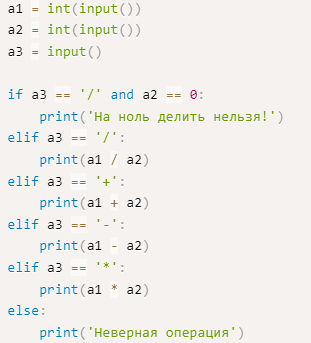 a1 = int(input())
a2 = int(input())
a3 = input()

if a3 == '/' and a2 == 0:
    print('На ноль делить нельзя!')
elif a3 == '/':
    print(a1 / a2)
elif a3 == '+':
    print(a1 + a2)
elif a3 == '-':
    print(a1 - a2)
elif a3 == '*':
    print(a1 * a2)
else:
    print('Неверная операция')